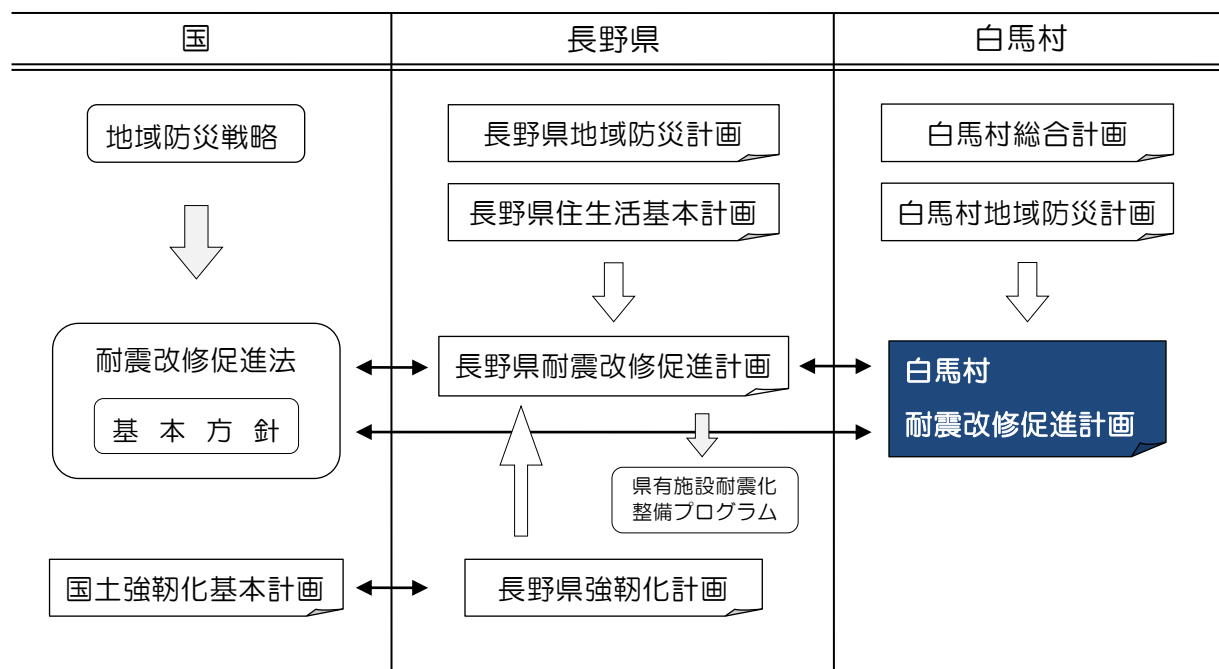 国
長野県
白馬村
地域防災戦略
長野県地域防災計画
白馬村総合計画
長野県住生活基本計画
白馬村地域防災計画
耐震改修促進法
基本方針
長野県耐震改修促進計画
白馬村
耐震改修促進計画
県有施設耐震化
整備プログラム
国土強靭化基本計画
長野県強靭化計画